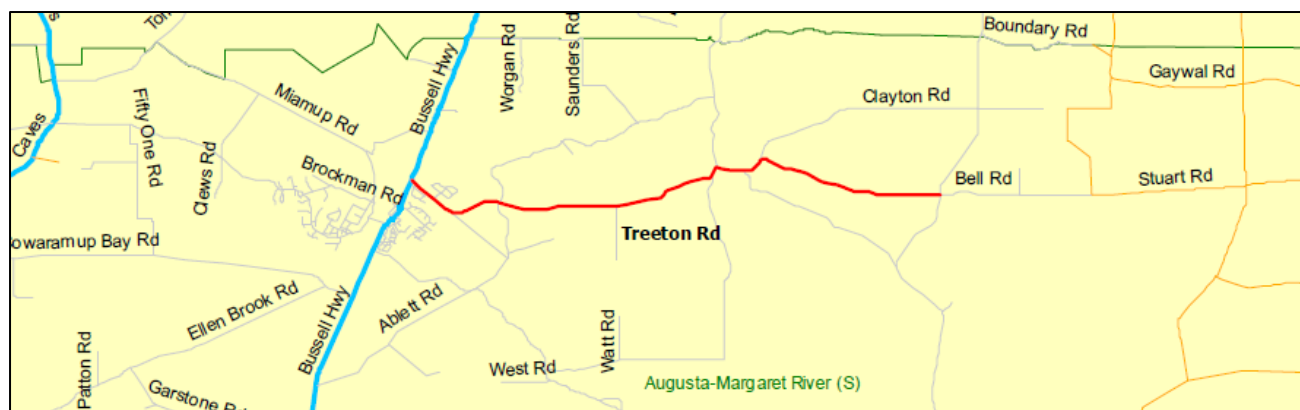 Boundary Rd
Gaywal Rd
Clayton Rd
Saunders Rd
Worgan Rd
Bussell Hwy
Miamup Rd
Fifty One Rd
Caves
Clews Rd
Brockman Rd
Bell Rd
Stuart Rd
Treeton Rd
owaramup Bay Rd
Ellen Brook Rd
Bussell Hwy
Ablett Rd
Watt Rd
West Rd
Patton Rd
Garstone
Augusta-Margaret River (S)